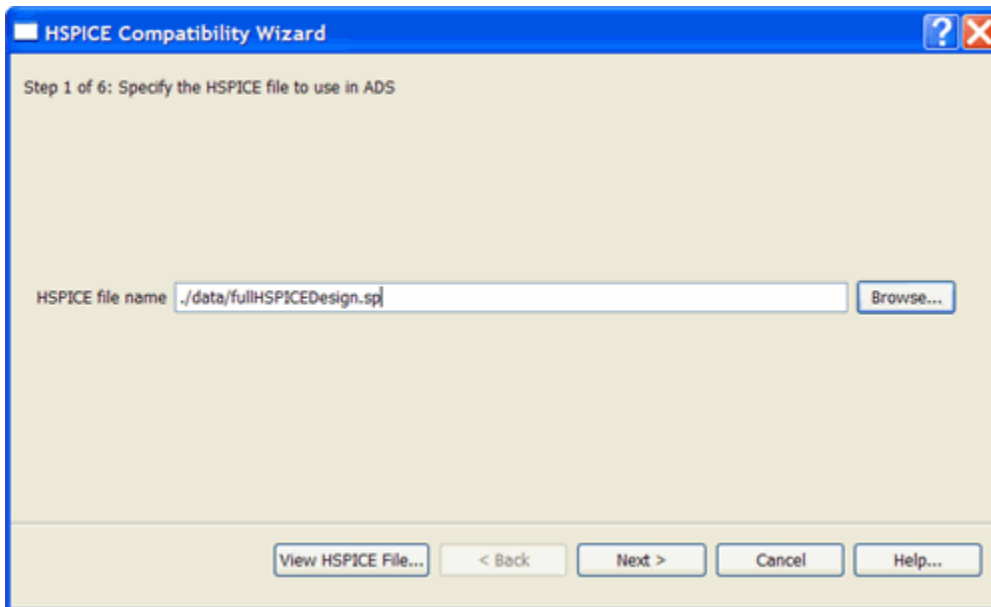 HSPICE Compatibility Wizard
Step 1 of 6: Specify the HSPICE file to use in ADS
HSPICE file name ./data/fullHSPICEDesign.sp Browse...
View HSPICE File... < Back Next > Cancel Help...